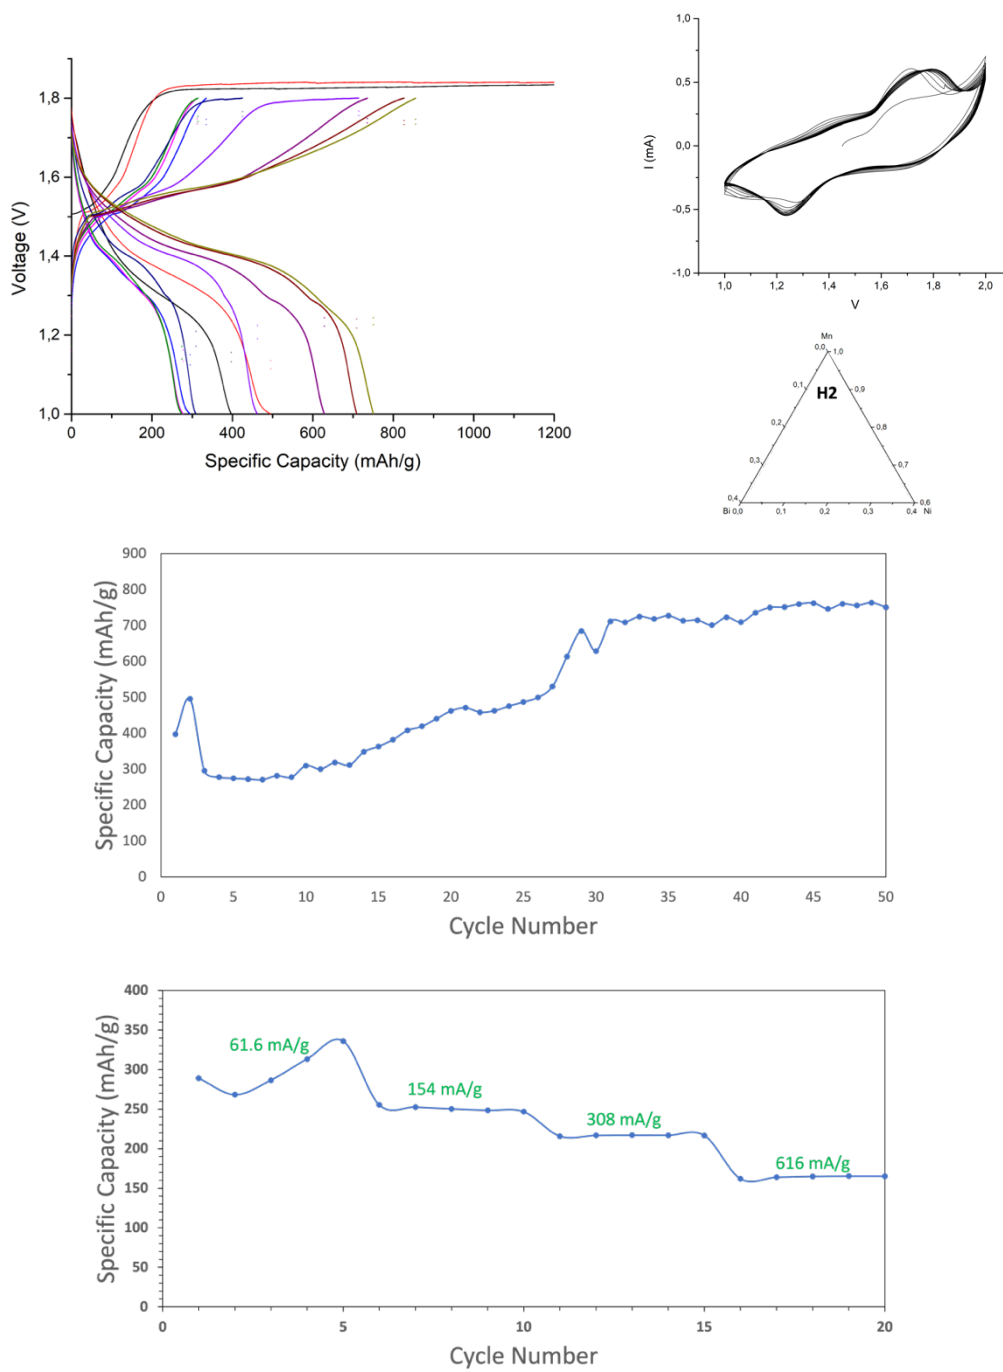 1,8
1,6
1,4
1,2
1,0
Voltage (V)
0 200 400 600 800 1000 1200
Specific Capacity (mAh/g)
1,0
0,5
0,0
-0,5
-1,0
I (mA)
1,0 1,2 1,4 1,6 1,8 2,0
V
Mn
0,0 1,0
H2
0,1 0,9
0,2 0,8
0,3 0,7
0,4 0,6
Bi 0,0 0,1 0,2 0,3 0,4 Ni
900
800
700
600
500
400
300
200
100
0
Specific Capacity (mAh/g)
0 5 10 15 20 25 30 35 40 45 50
Cycle Number
400
350
300
250
200
150
100
50
0
Specific Capacity (mAh/g)
61.6 mA/g
154 mA/g
308 mA/g
616 mA/g
0 5 10 15 20
Cycle Number